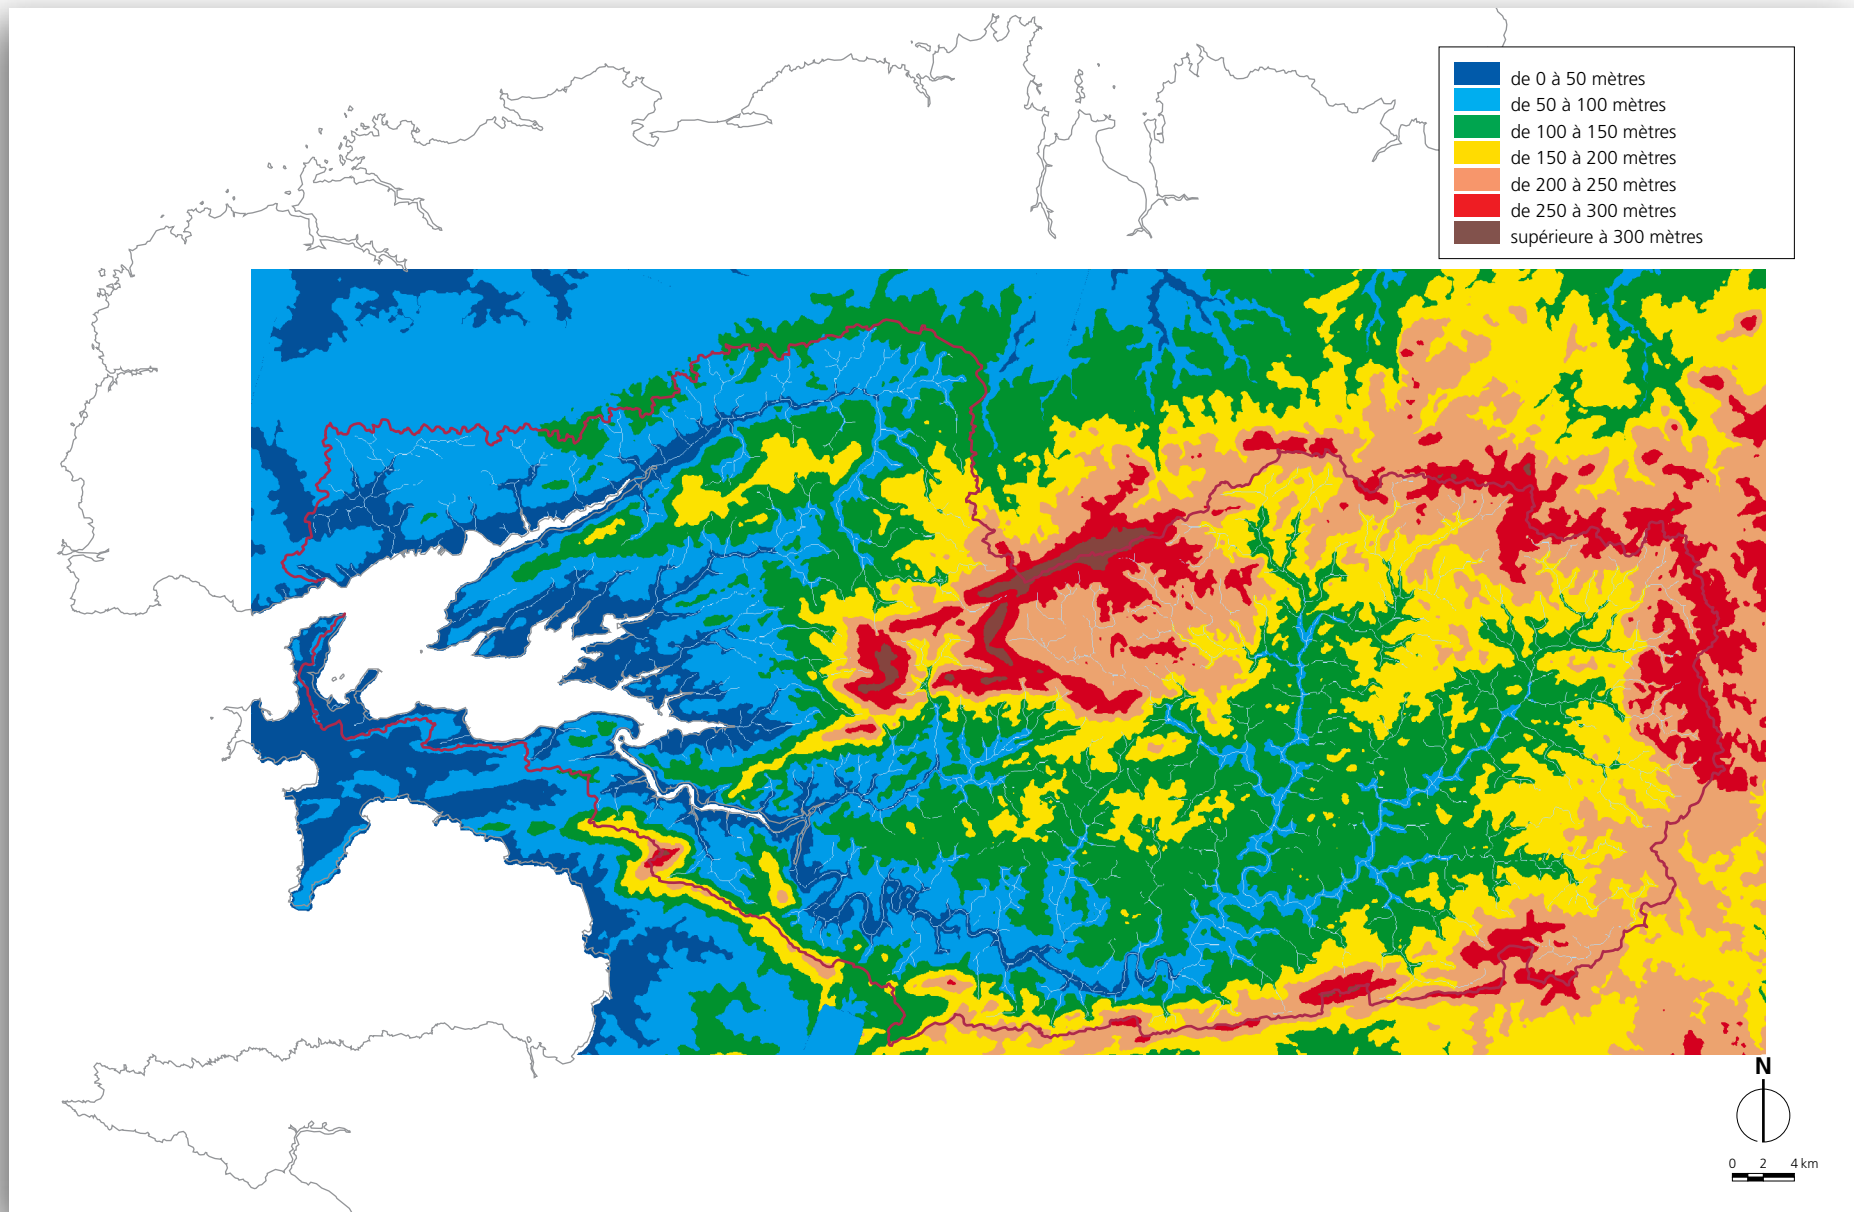 de 0 à 50 mètres
de 50 à 100 mètres
de 100 à 150 mètres
de 150 à 200 mètres
de 200 à 250 mètres
de 250 à 300 mètres
supérieure à 300 mètres
N
0 2 4 km